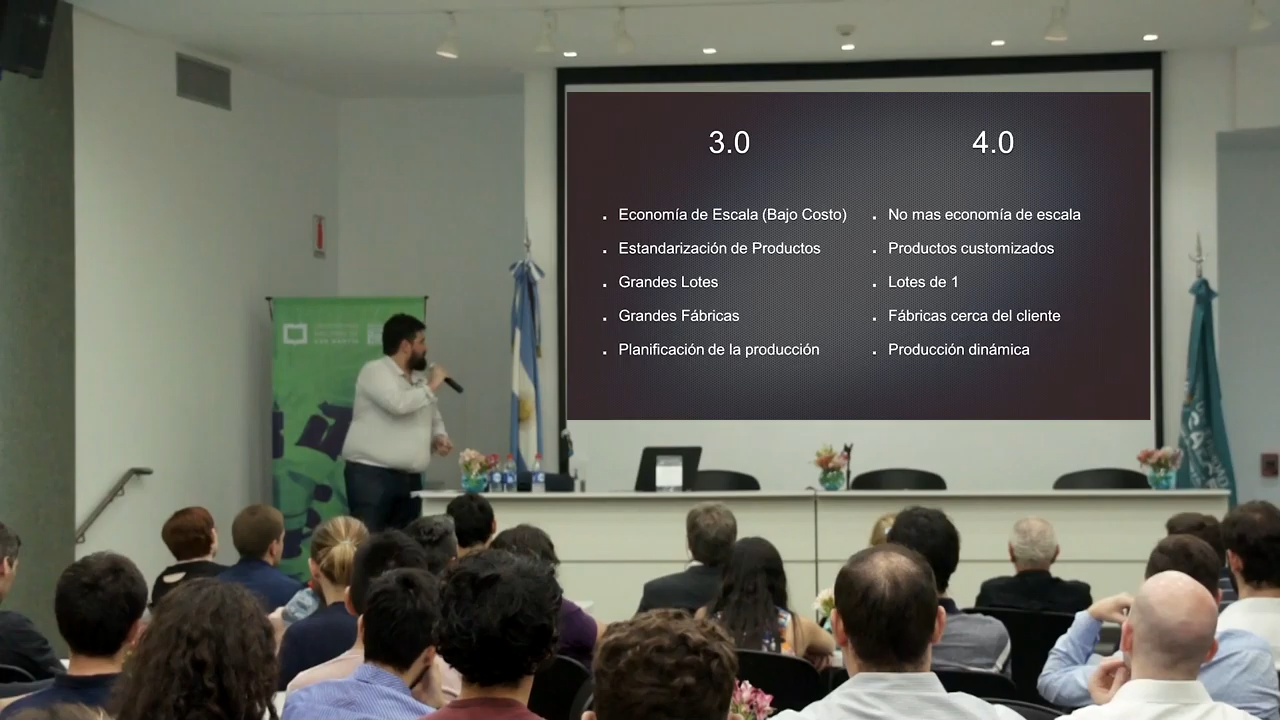 3.0
Economía de Escala (Bajo Costo)
Estandarización de Productos
Grandes Lotes
Grandes Fábricas
Planificación de la producción
4.0
No mas economía de escala
Productos customizados
Lotes de 1
Fábricas cerca del cliente
Producción dinámica